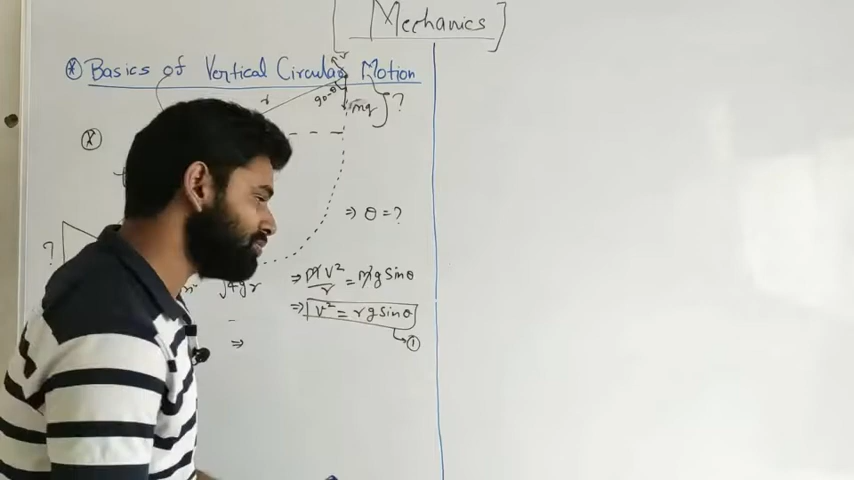 [Mechanics]
⊛ Basics of Vertical Circular Motion
v
r
90-θ
mg ] ?
⊛
⇒ θ = ?
?
√4gr
⇒ mv²/r = mg sinθ
⇒ v² = rg sinθ
①
⇒